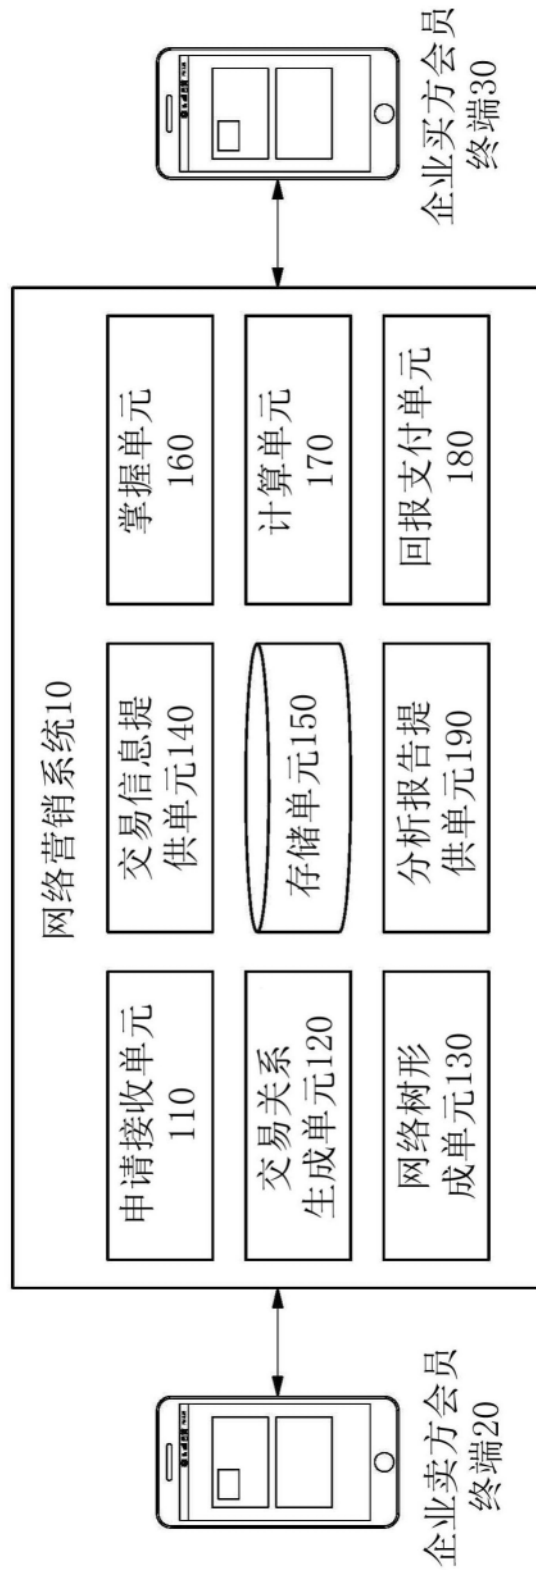 网络营销系统10
申请接收单元
110
交易信息提
供单元140
掌握单元
160
交易关系
生成单元120
存储单元150
计算单元
170
网络树形
成单元130
分析报告提
供单元190
回报支付单元
180
企业卖方会员
终端20
企业买方会员
终端30